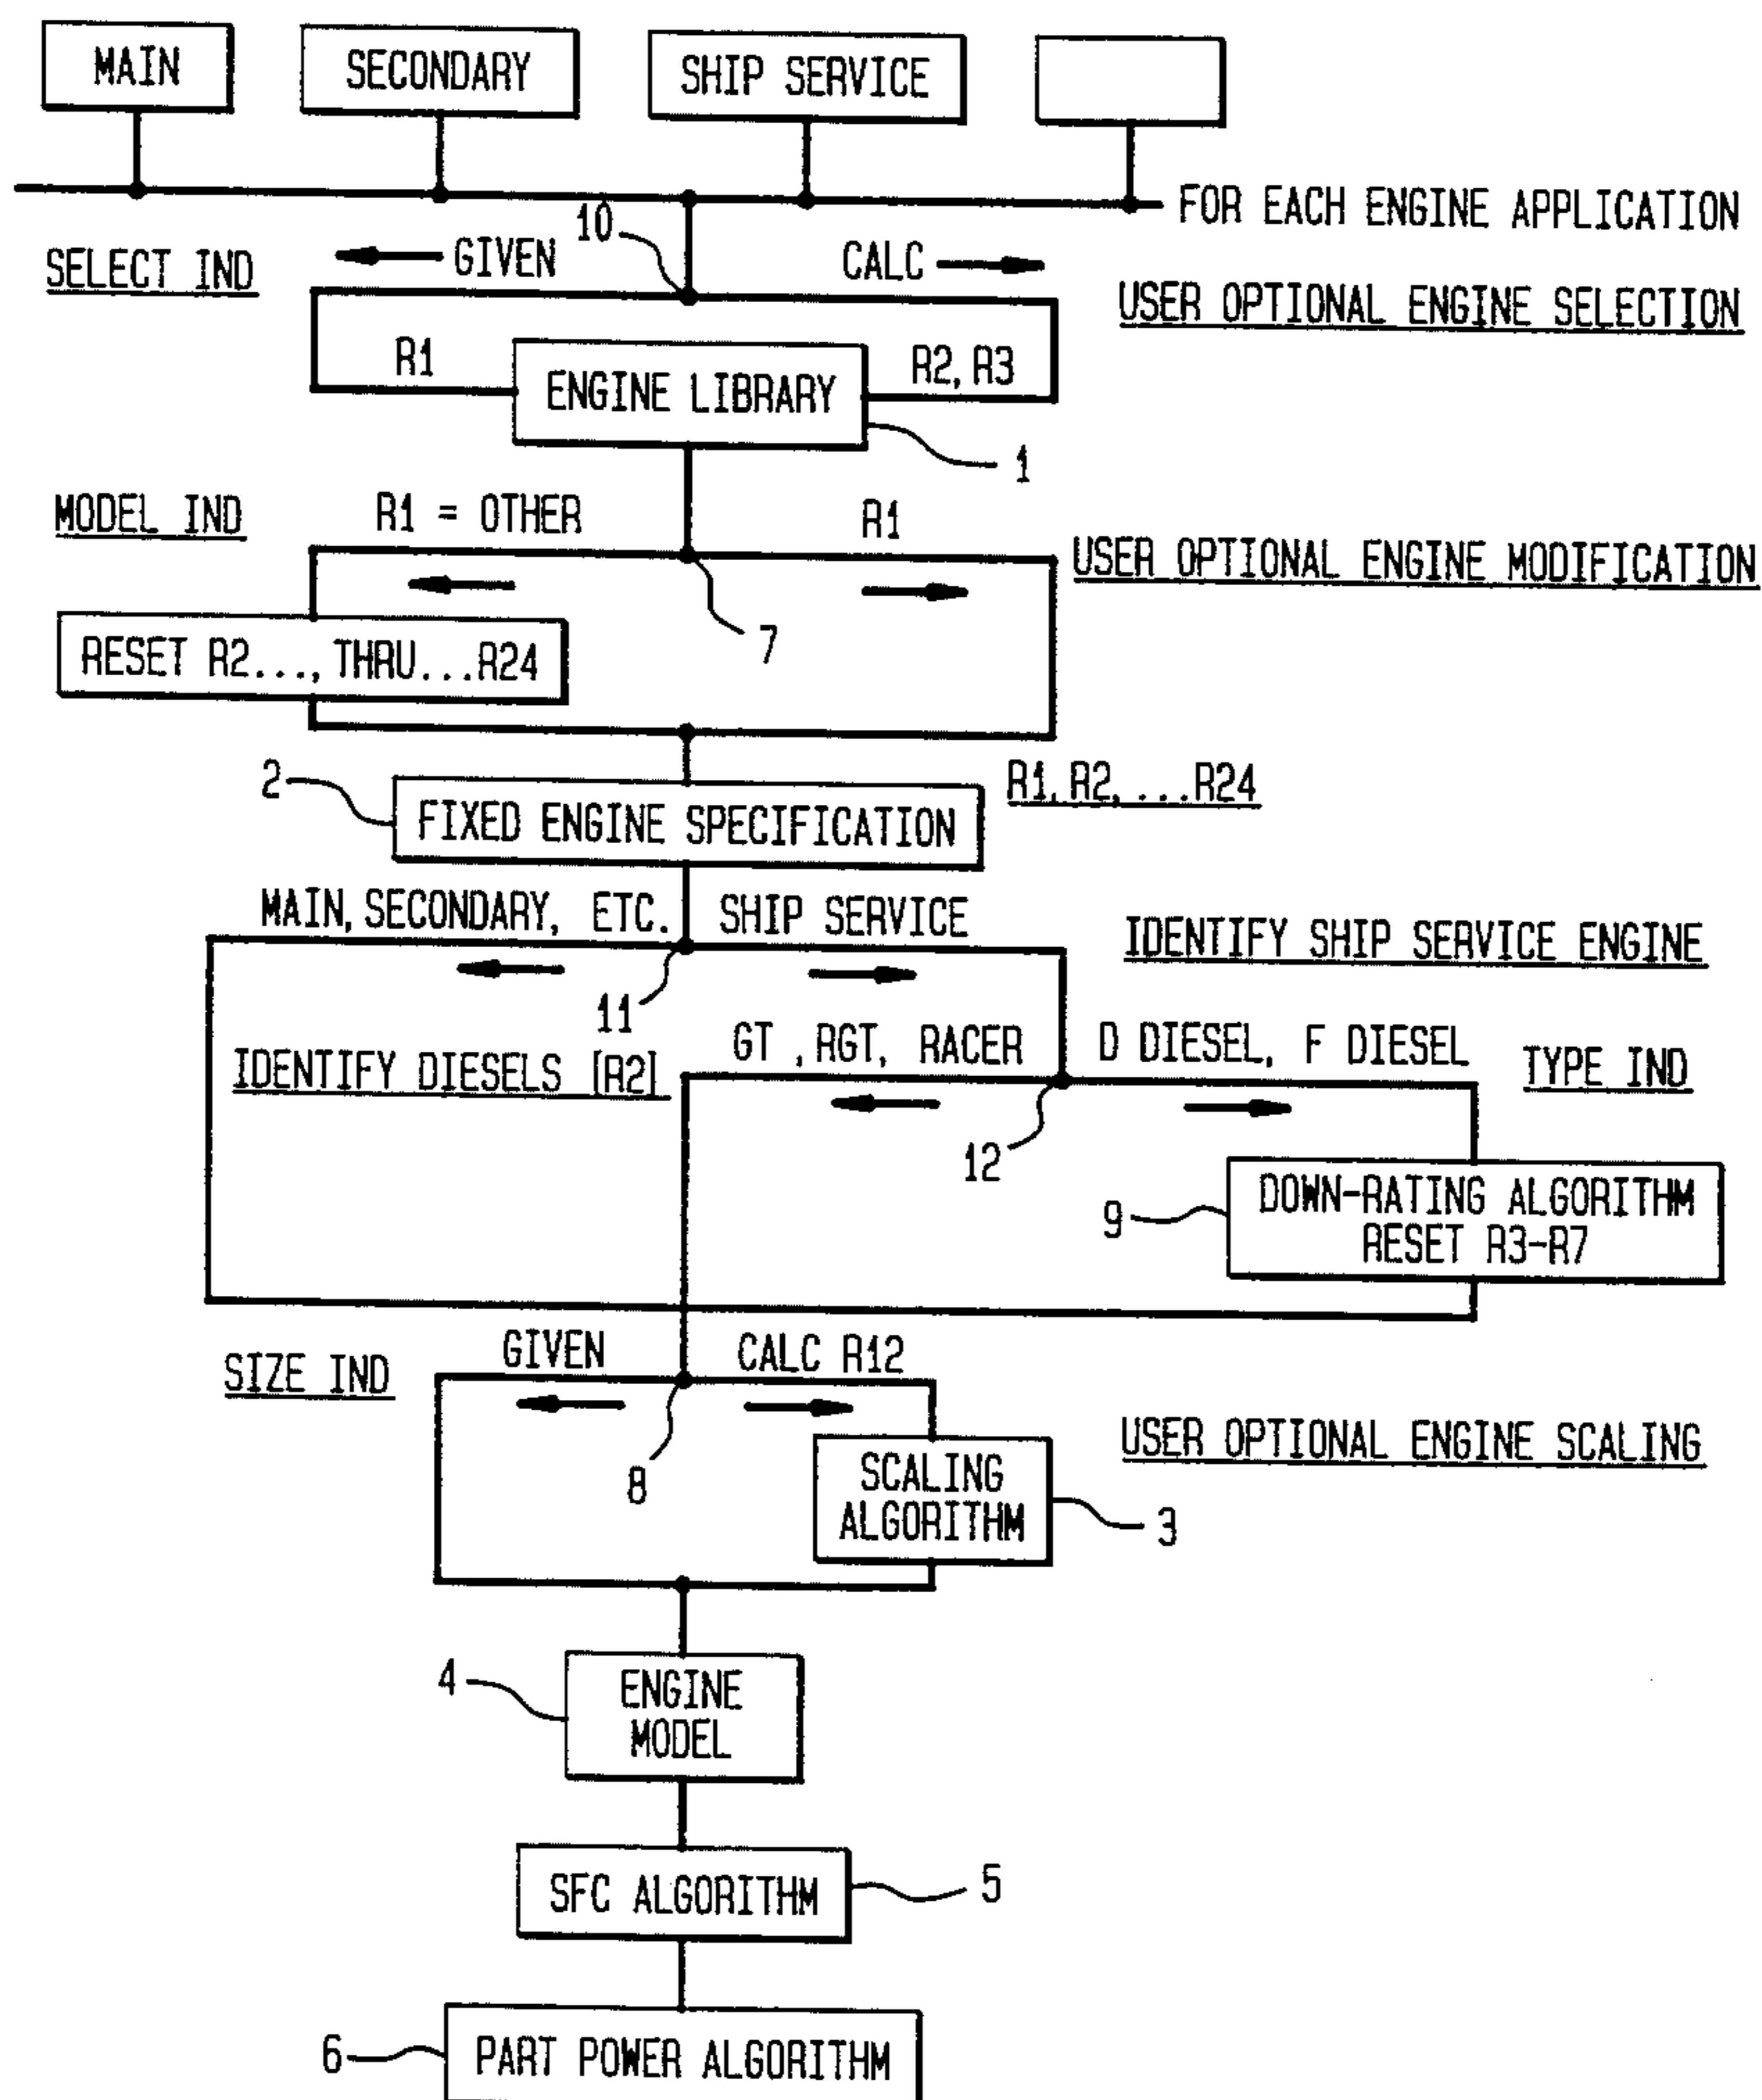 MAIN
SECONDARY
SHIP SERVICE
FOR EACH ENGINE APPLICATION
10
SELECT IND
GIVEN
CALC
USER OPTIONAL ENGINE SELECTION
R1
ENGINE LIBRARY
R2, R3
1
MODEL IND
R1 = OTHER
R1
USER OPTIONAL ENGINE MODIFICATION
7
RESET R2..., THRU...R24
2
FIXED ENGINE SPECIFICATION
R1, R2, ...R24
MAIN, SECONDARY, ETC.
SHIP SERVICE
IDENTIFY SHIP SERVICE ENGINE
11
IDENTIFY DIESELS [R2]
GT , RGT, RACER
D DIESEL, F DIESEL
TYPE IND
12
9
DOWN-RATING ALGORITHM
RESET R3-R7
SIZE IND
GIVEN
CALC R12
8
SCALING
ALGORITHM
USER OPTIONAL ENGINE SCALING
3
4
ENGINE
MODEL
SFC ALGORITHM
5
6
PART POWER ALGORITHM